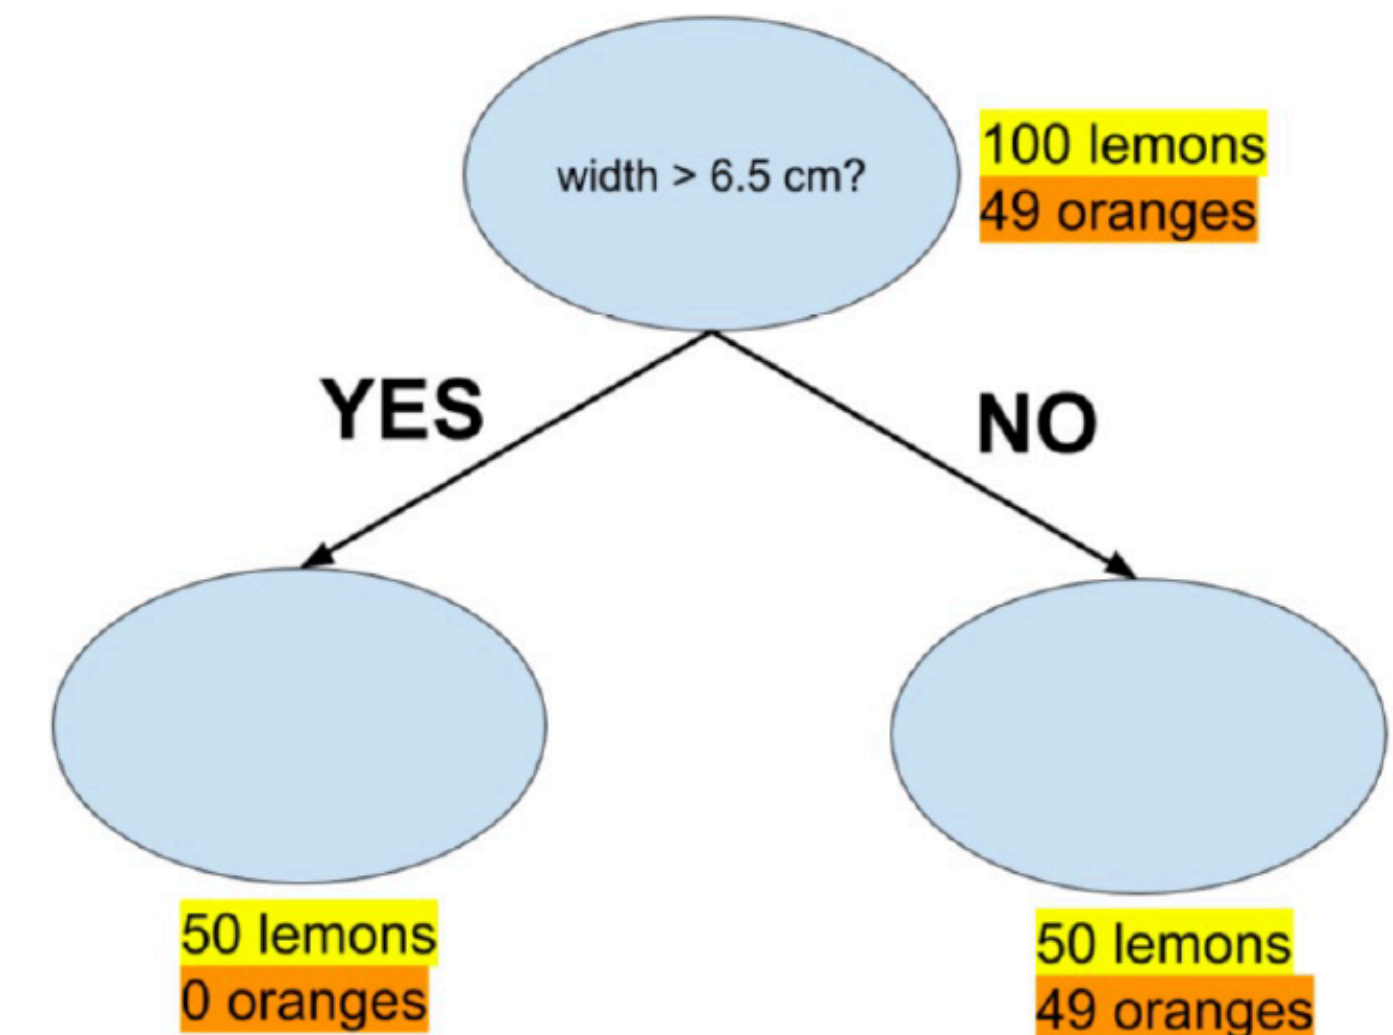 width > 6.5 cm?
100 lemons
49 oranges
YES
NO
50 lemons
0 oranges
50 lemons
49 oranges